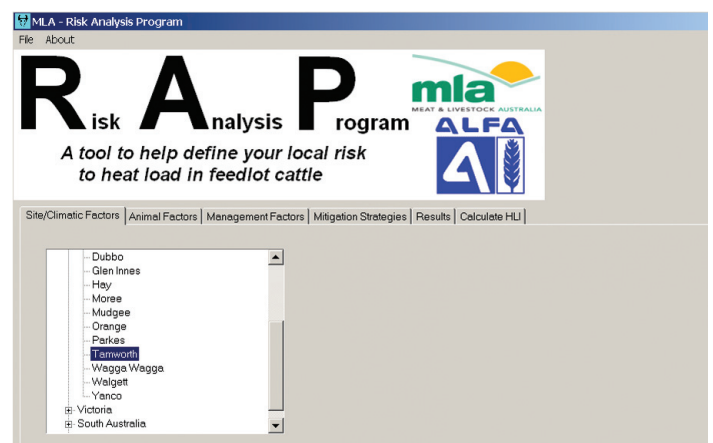 MLA - Risk Analysis Program
File About
Risk Analysis Program
mla
MEAT & LIVESTOCK AUSTRALIA
ALFA
A tool to help define your local risk
to heat load in feedlot cattle
Site/Climatic Factors Animal Factors Management Factors Mitigation Strategies Results Calculate HLI
Dubbo
Glen Innes
Hay
Moree
Mudgee
Orange
Parkes
Tamworth
Wagga Wagga
Walgett
Yanco
Victoria
South Australia